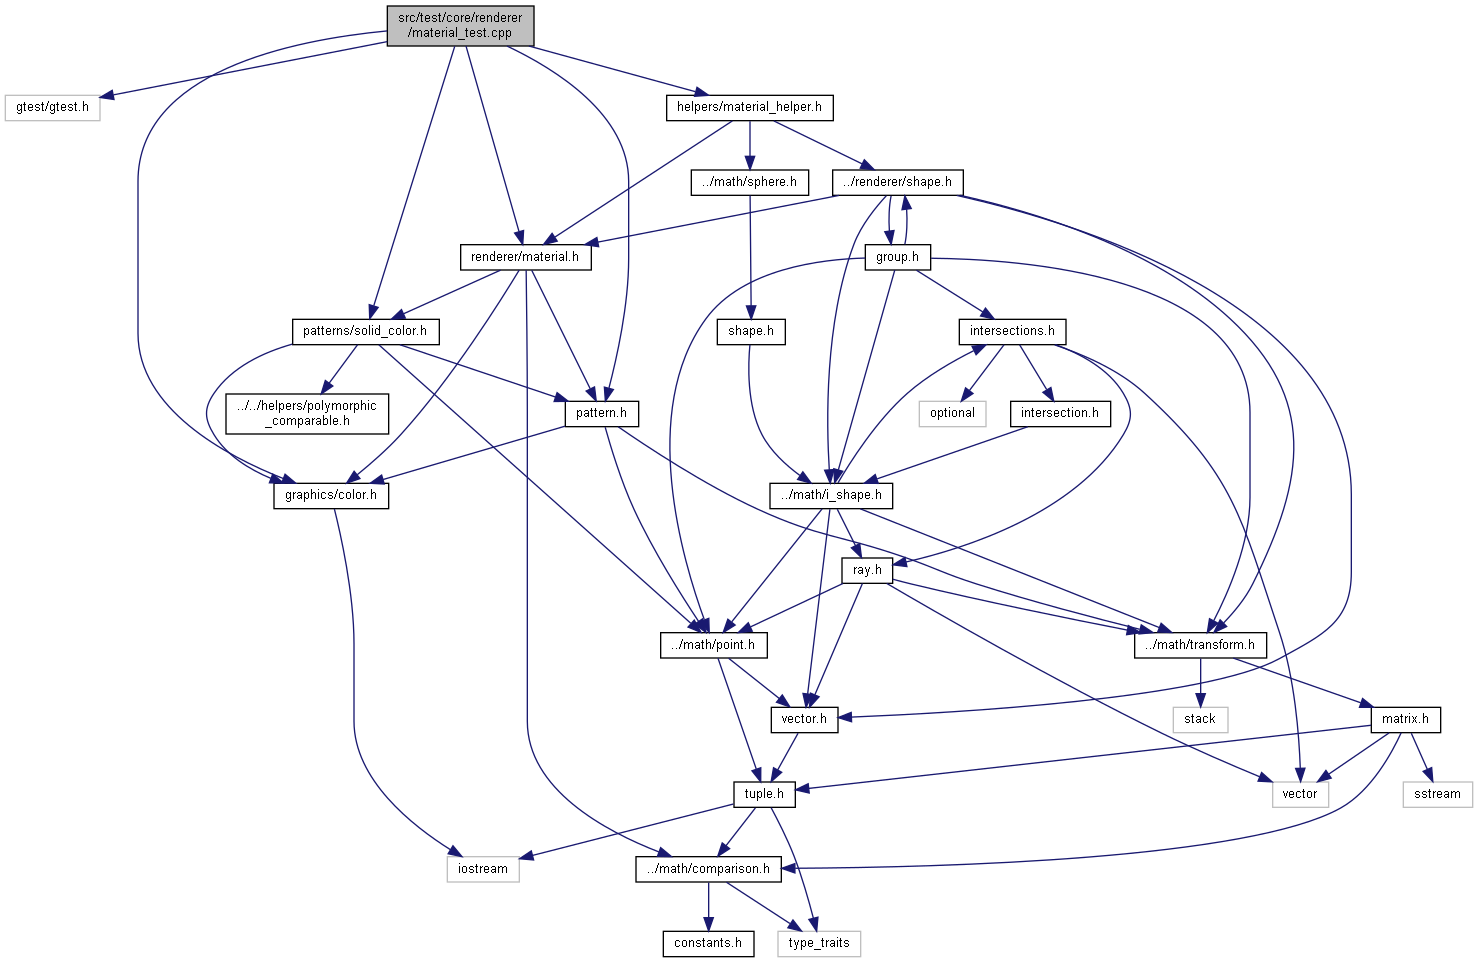 src/test/core/renderer
/material_test.cpp
gtest/gtest.h
helpers/material_helper.h
../math/sphere.h
../renderer/shape.h
renderer/material.h
group.h
patterns/solid_color.h
shape.h
intersections.h
../../helpers/polymorphic
_comparable.h
pattern.h
optional
intersection.h
graphics/color.h
../math/i_shape.h
ray.h
../math/point.h
../math/transform.h
vector.h
stack
matrix.h
tuple.h
vector
sstream
iostream
../math/comparison.h
constants.h
type_traits